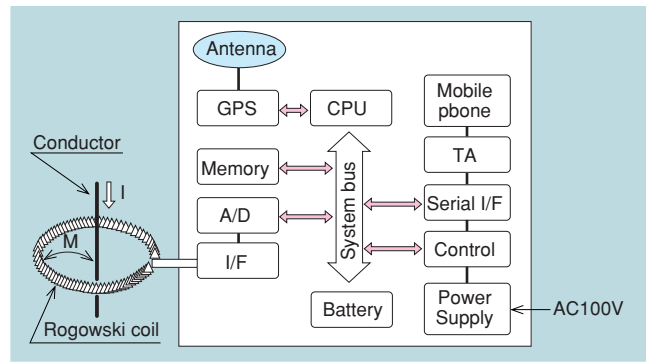 Antenna
GPS
CPU
Mobile
pbone
Conductor
Memory
TA
I
A/D
System bus
Serial I/F
M
I/F
Control
Battery
Power
Supply
AC100V
Rogowski coil